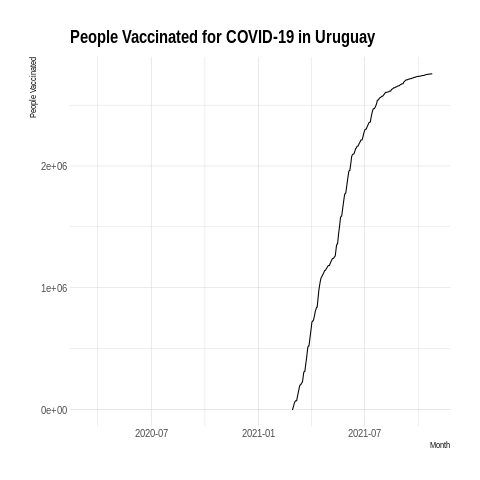 People Vaccinated for COVID-19 in Uruguay
People Vaccinated
2e+06
1e+06
0e+00
2020-07
2021-01
2021-07
Month